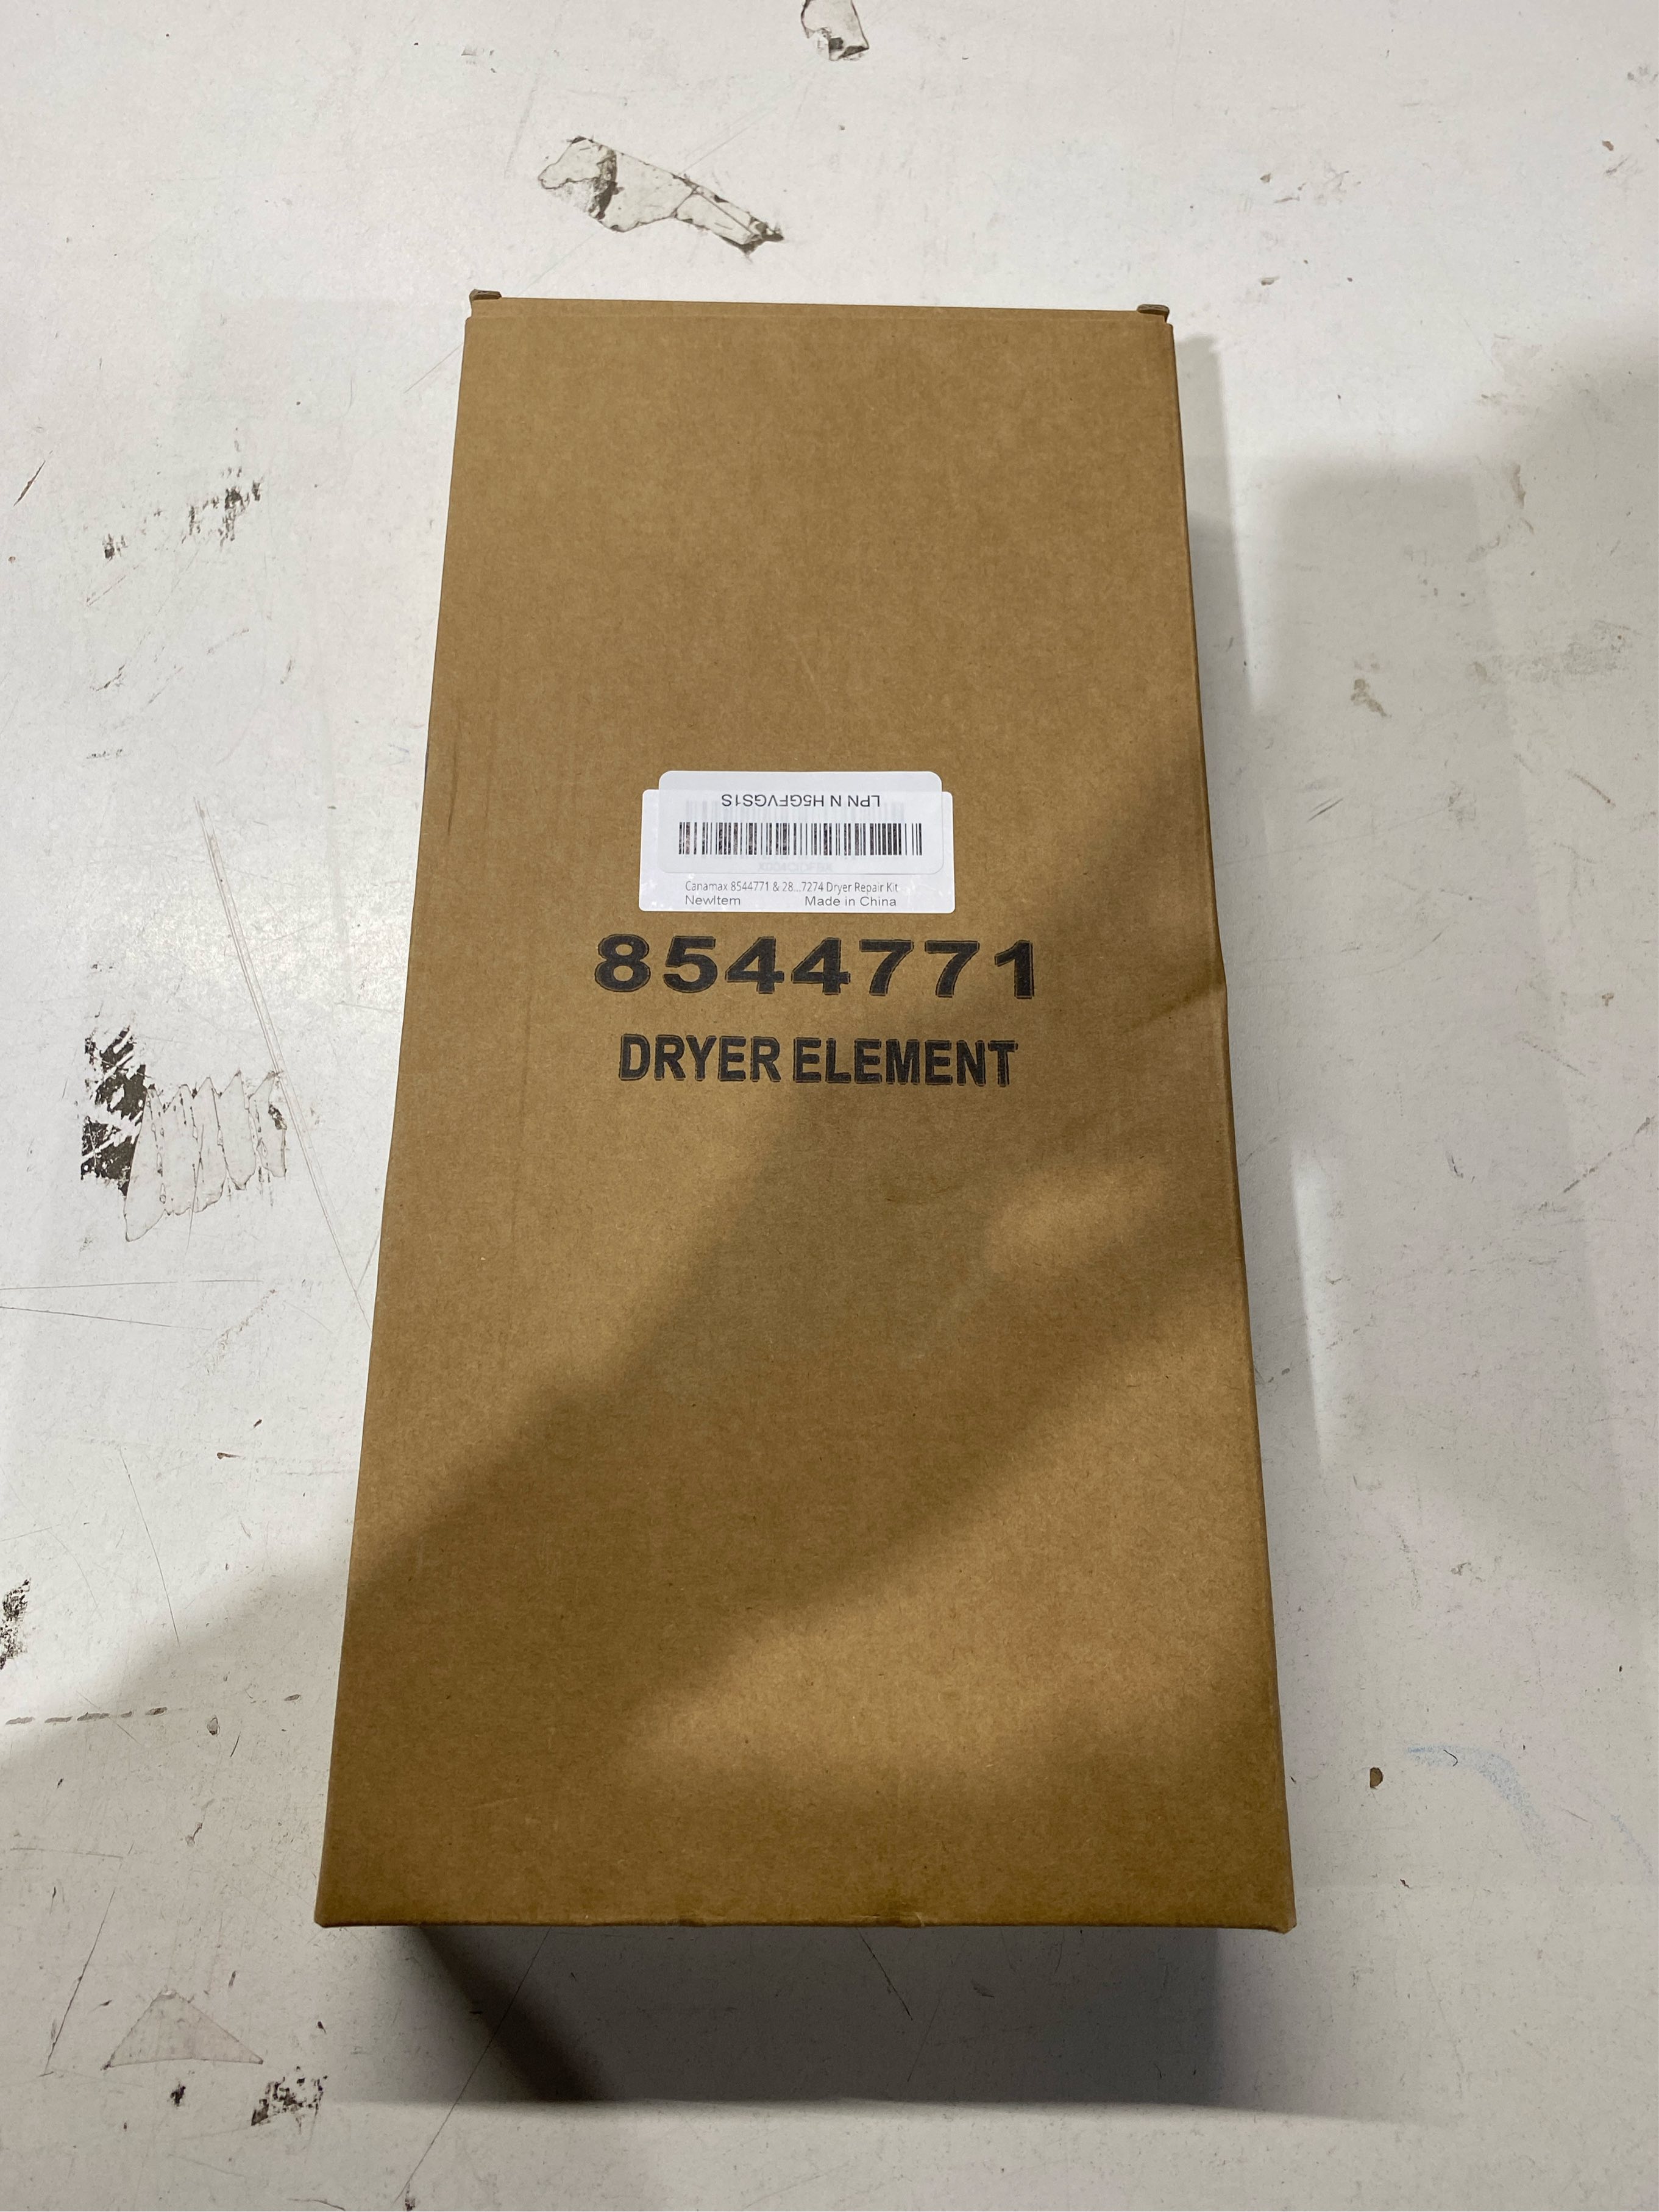 LPN N H5GFVGS1S
Canamax 8544771 & 28...7274 Dryer Repair Kit
NewItem Made in China
8544771
DRYER ELEMENT